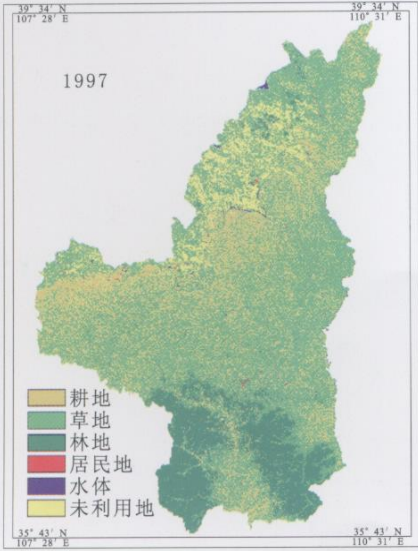 39° 34′ N
107° 28′ E
39° 34′ N
110° 31′ E
1997
耕地
草地
林地
居民地
水体
未利用地
35° 43′ N
107° 28′ E
35° 43′ N
110° 31′ E